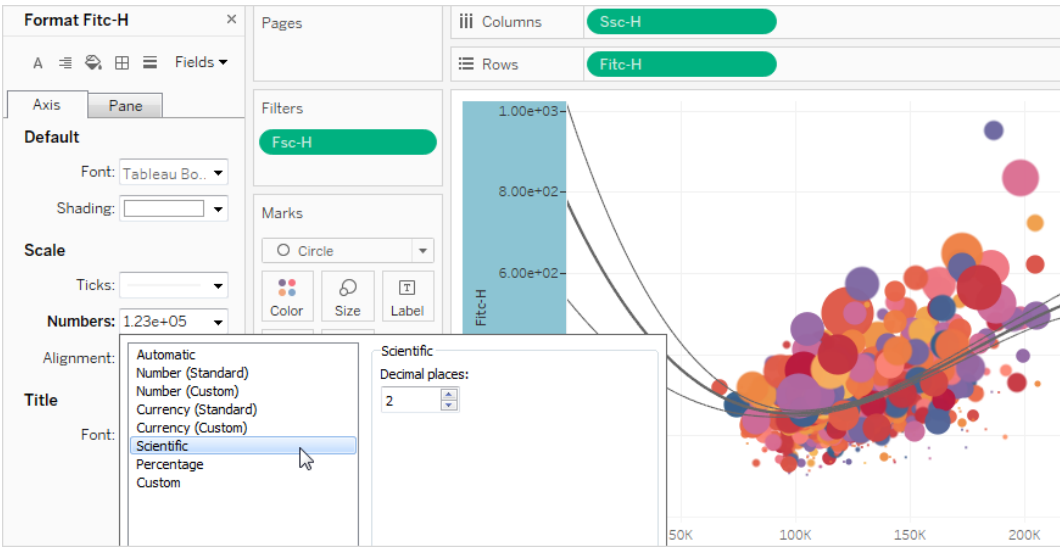 Format Fitc-H ×
A Fields
Axis Pane
Default
Font: Tableau Bo..
Shading:
Scale
Ticks:
Numbers: 1.23e+05
Alignment:
Title
Font:
Automatic
Number (Standard)
Number (Custom)
Currency (Standard)
Currency (Custom)
Scientific
Percentage
Custom
Scientific
Decimal places:
2
Pages
Filters
Fsc-H
Marks
Circle
Color Size T Label
Columns Ssc-H
Rows Fitc-H
1.00e+03
8.00e+02
6.00e+02
Fitc-H
50K 100K 150K 200K